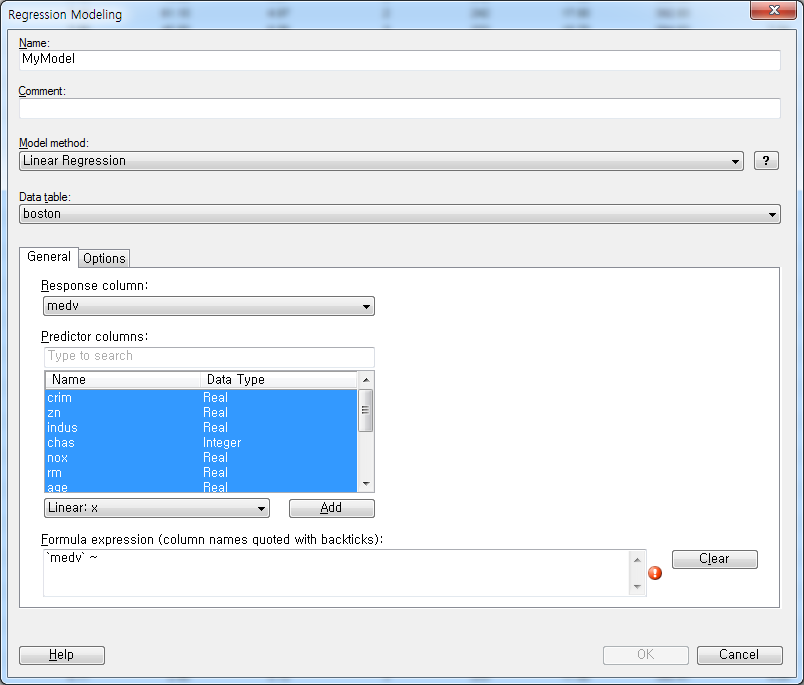 Regression Modeling
Name:
MyModel
Comment:
Model method:
Linear Regression
?
Data table:
boston
General Options
Response column:
medv
Predictor columns:
Type to search
Name Data Type
crim Real
zn Real
indus Real
chas Integer
nox Real
rm Real
age Real
Linear: x
Add
Formula expression (column names quoted with backticks):
`medv` ~
Clear
Help OK Cancel